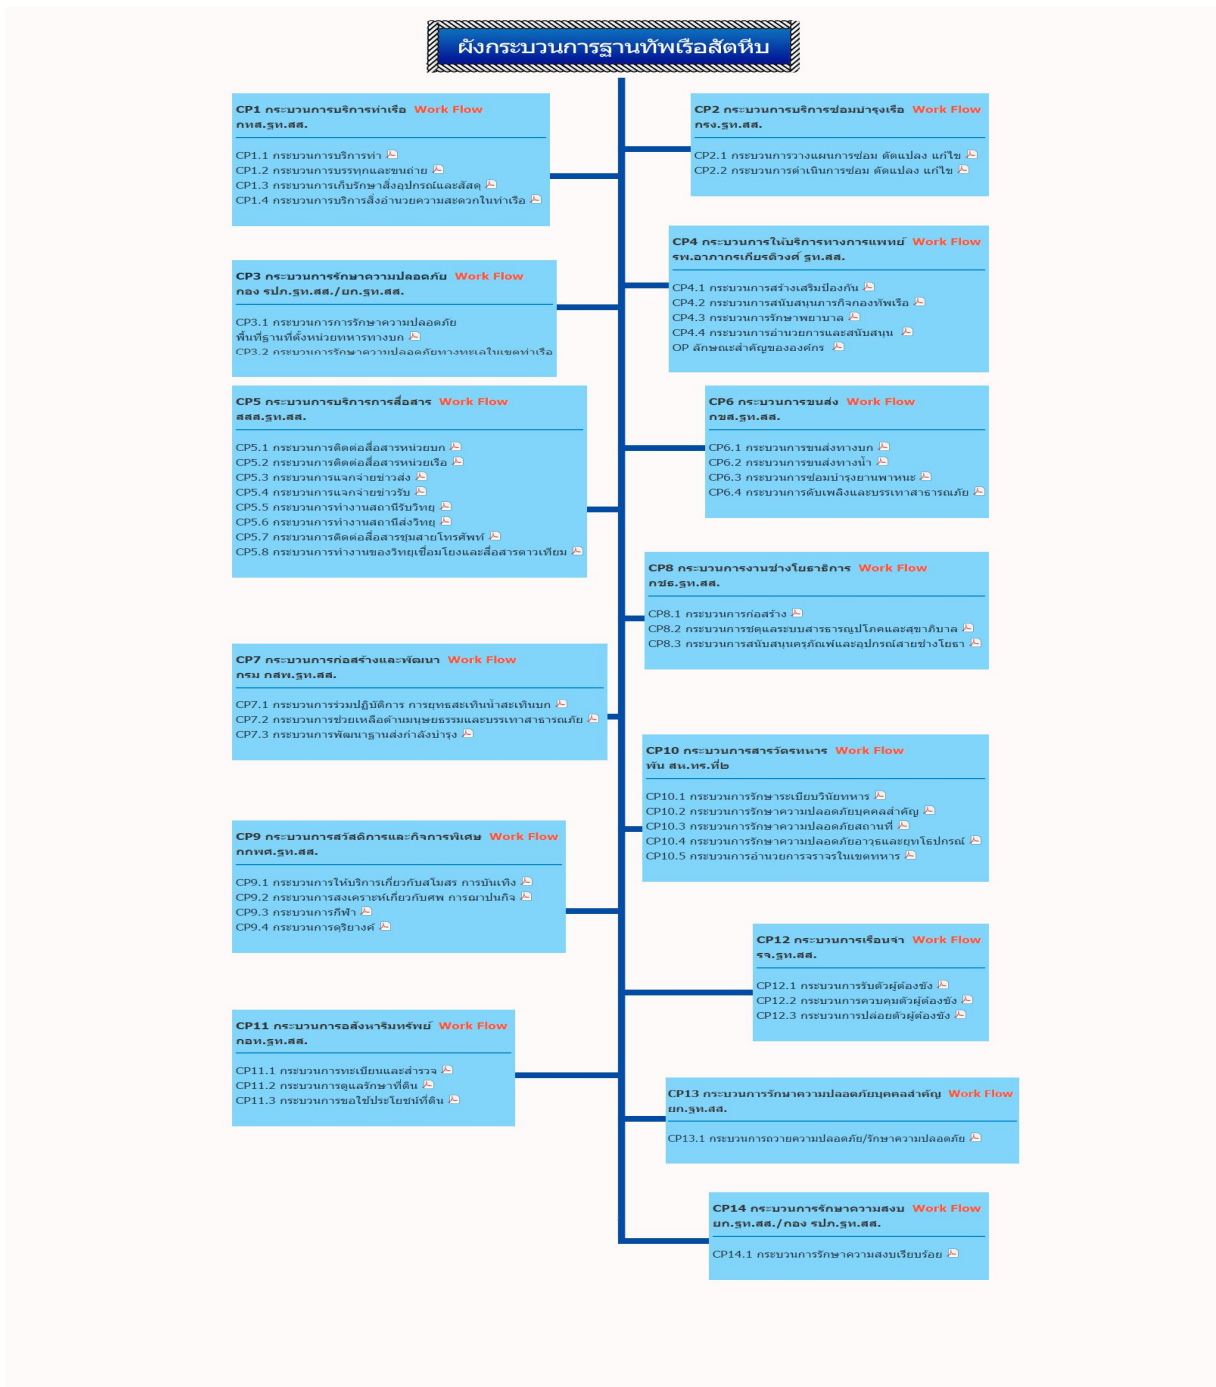 ผังกระบวนการฐานทัพเรือสัตหีบ
CP1 กระบวนการบริการท่าเรือ Work Flow
กทส.ฐท.สส.
CP1.1 กระบวนการบริการท่า
CP1.2 กระบวนการบรรทุกและขนถ่าย
CP1.3 กระบวนการเก็บรักษาสิ่งอุปกรณ์และสัสดุ
CP1.4 กระบวนการบริการสิ่งอำนวยความสะดวกในท่าเรือ
CP2 กระบวนการบริการซ่อมบำรุงเรือ Work Flow
กรง.ฐท.สส.
CP2.1 กระบวนการวางแผนการซ่อม ดัดแปลง แก้ไข
CP2.2 กระบวนการดำเนินการซ่อม ดัดแปลง แก้ไข
CP3 กระบวนการรักษาความปลอดภัย Work Flow
กอง รปภ.ฐท.สส./ยก.ฐท.สส.
CP3.1 กระบวนการการรักษาความปลอดภัย
พื้นที่ฐานที่ตั้งหน่วยทหารทางบก
CP3.2 กระบวนการรักษาความปลอดภัยทางทะเลในเขตท่าเรือ
CP4 กระบวนการให้บริการทางการแพทย์ Work Flow
รพ.อาภากรเกียรติวงศ์ ฐท.สส.
CP4.1 กระบวนการสร้างเสริมป้องกัน
CP4.2 กระบวนการสนับสนุนภารกิจกองทัพเรือ
CP4.3 กระบวนการรักษาพยาบาล
CP4.4 กระบวนการอำนวยการและสนับสนุน
OP ลักษณะสำคัญขององค์กร
CP5 กระบวนการบริการการสื่อสาร Work Flow
สสส.ฐท.สส.
CP5.1 กระบวนการติดต่อสื่อสารหน่วยบก
CP5.2 กระบวนการติดต่อสื่อสารหน่วยเรือ
CP5.3 กระบวนการแจกจ่ายข่าวส่ง
CP5.4 กระบวนการแจกจ่ายข่าวรับ
CP5.5 กระบวนการทำงานสถานีรับวิทยุ
CP5.6 กระบวนการทำงานสถานีส่งวิทยุ
CP5.7 กระบวนการติดต่อสื่อสารชุมสายโทรศัพท์
CP5.8 กระบวนการทำงานของวิทยุเชื่อมโยงและสื่อสารดาวเทียม
CP6 กระบวนการขนส่ง Work Flow
กขส.ฐท.สส.
CP6.1 กระบวนการขนส่งทางบก
CP6.2 กระบวนการขนส่งทางน้ำ
CP6.3 กระบวนการซ่อมบำรุงยานพาหนะ
CP6.4 กระบวนการดับเพลิงและบรรเทาสาธารณภัย
CP8 กระบวนการงานช่างโยธาธิการ Work Flow
กชธ.ฐท.สส.
CP8.1 กระบวนการก่อสร้าง
CP8.2 กระบวนการชดุแลระบบสารธารณุปโภคและสุขาภิบาล
CP8.3 กระบวนการสนับสนุนครุภัณฑ์และอุปกรณ์สายช่างโยธา
CP7 กระบวนการก่อสร้างและพัฒนา Work Flow
กรม กสพ.ฐท.สส.
CP7.1 กระบวนการร่วมปฏิบัติการ การยุทธสะเทินน้ำสะเทินบก
CP7.2 กระบวนการช่วยเหลือด้านมนุษยธรรมและบรรเทาสาธารณภัย
CP7.3 กระบวนการพัฒนาฐานส่งกำลังบำรุง
CP10 กระบวนการสารวัตรทหาร Work Flow
พัน สห.ทร.ที่๒
CP10.1 กระบวนการรักษาระเบียบวินัยทหาร
CP10.2 กระบวนการรักษาความปลอดภัยบุคคลสำคัญ
CP10.3 กระบวนการรักษาความปลอดภัยสถานที่
CP10.4 กระบวนการรักษาความปลอดภัยอาวุธและยุทโธปกรณ์
CP10.5 กระบวนการอำนวยการจราจรในเขตทหาร
CP9 กระบวนการสวัสดิการและกิจการพิเศษ Work Flow
กกพศ.ฐท.สส.
CP9.1 กระบวนการให้บริการเกี่ยวกับสโมสร การบันเทิง
CP9.2 กระบวนการสงเคราะห์เกี่ยวกับศพ การฌาปนกิจ
CP9.3 กระบวนการกีฬา
CP9.4 กระบวนการดุริยางค์
CP12 กระบวนการเรือนจำ Work Flow
รจ.ฐท.สส.
CP12.1 กระบวนการรับตัวผู้ต้องขัง
CP12.2 กระบวนการควบคุมตัวผู้ต้องขัง
CP12.3 กระบวนการปล่อยตัวผู้ต้องขัง
CP11 กระบวนการอสังหาริมทรัพย์ Work Flow
กอท.ฐท.สส.
CP11.1 กระบวนการทะเบียนและสำรวจ
CP11.2 กระบวนการดูแลรักษาที่ดิน
CP11.3 กระบวนการขอใช้ประโยชน์ที่ดิน
CP13 กระบวนการรักษาความปลอดภัยบุคคลสำคัญ Work Flow
ยก.ฐท.สส.
CP13.1 กระบวนการถวายความปลอดภัย/รักษาความปลอดภัย
CP14 กระบวนการรักษาความสงบ Work Flow
ยก.ฐท.สส./กอง รปภ.ฐท.สส.
CP14.1 กระบวนการรักษาความสงบเรียบร้อย